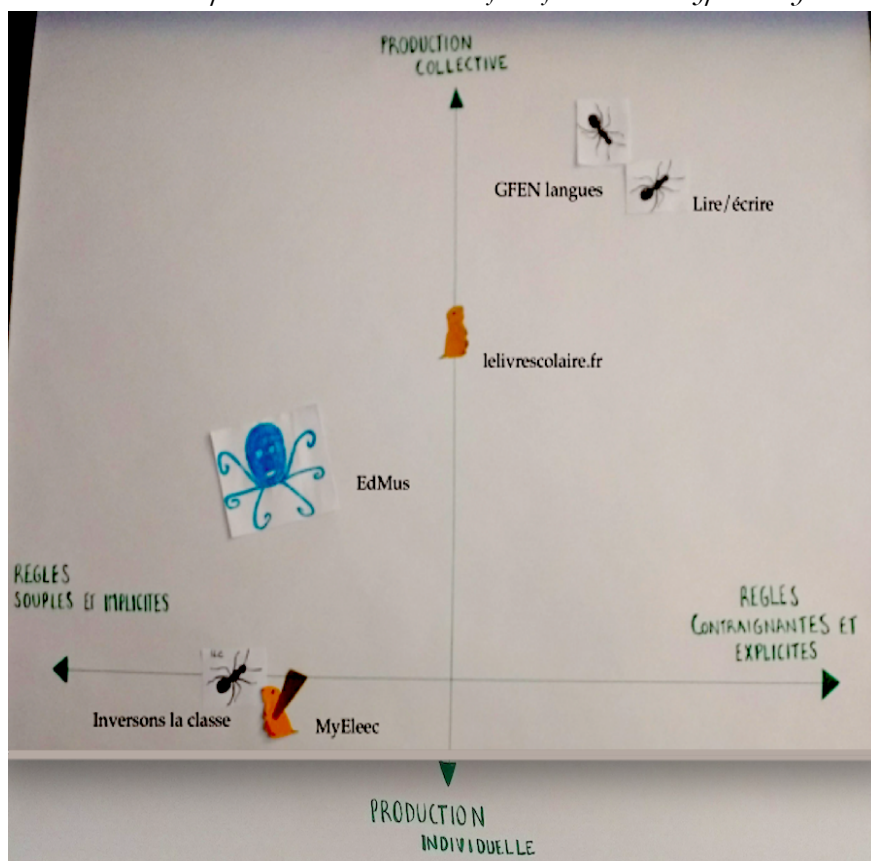 PRODUCTION
COLLECTIVE
GFEN langues
Lire/écrire
lelivrescolaire.fr
EdMus
REGLES
SOUPLES ET IMPLICITES
REGLES
CONTRAIGNANTES ET
EXPLICITES
Inversons la classe
MyEleec
PRODUCTION
INDIVIDUELLE